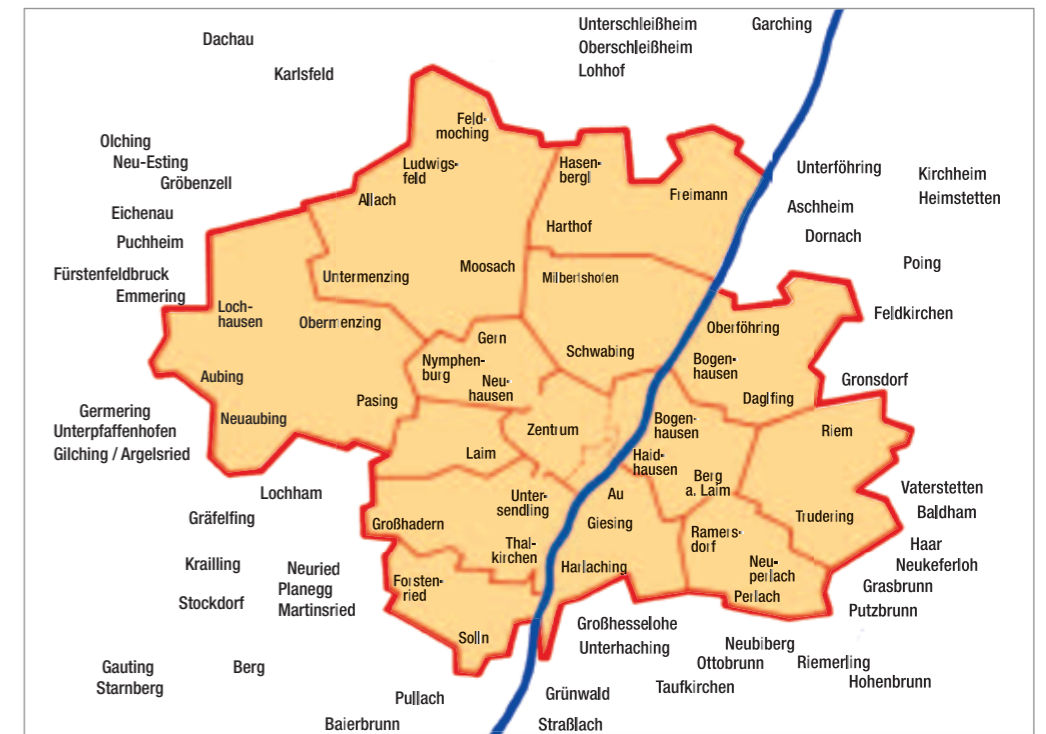 Dachau
Karlsfeld
Unterschleißheim
Oberschleißheim
Lohhof
Garching
Olching
Neu-Esting
Gröbenzell
Eichenau
Puchheim
Fürstenfeldbruck
Emmering
Feld-
moching
Ludwigs-
feld
Allach
Hasen-
bergl
Freimann
Harthof
Unterföhring
Kirchheim
Heimstetten
Aschheim
Dornach
Poing
Feldkirchen
Gronsdorf
Untermenzing
Moosach
Milbertshofen
Loch-
hausen
Obermenzing
Gern
Schwabing
Oberföhring
Bogen-
hausen
Daglfing
Nymphen-
burg
Neu-
hausen
Aubing
Pasing
Neuaubing
Germering
Unterpfaffenhofen
Gilching / Argelsried
Laim
Zentrum
Bogen-
hausen
Haid-
hausen
Berg
a. Laim
Riem
Trudering
Lochham
Gräfelfing
Krailling
Stockdorf
Neuried
Planegg
Martinsried
Großhadern
Unter-
sendling
Thal-
kirchen
Au
Giesing
Harlaching
Ramers-
dorf
Neu-
perlach
Perlach
Forsten-
ried
Solln
Vaterstetten
Baldham
Haar
Neukeferloh
Grasbrunn
Putzbrunn
Großhesselohe
Unterhaching
Neubiberg
Ottobrunn
Taufkirchen
Riemerling
Hohenbrunn
Gauting
Starnberg
Berg
Pullach
Baierbrunn
Grünwald
Straßlach